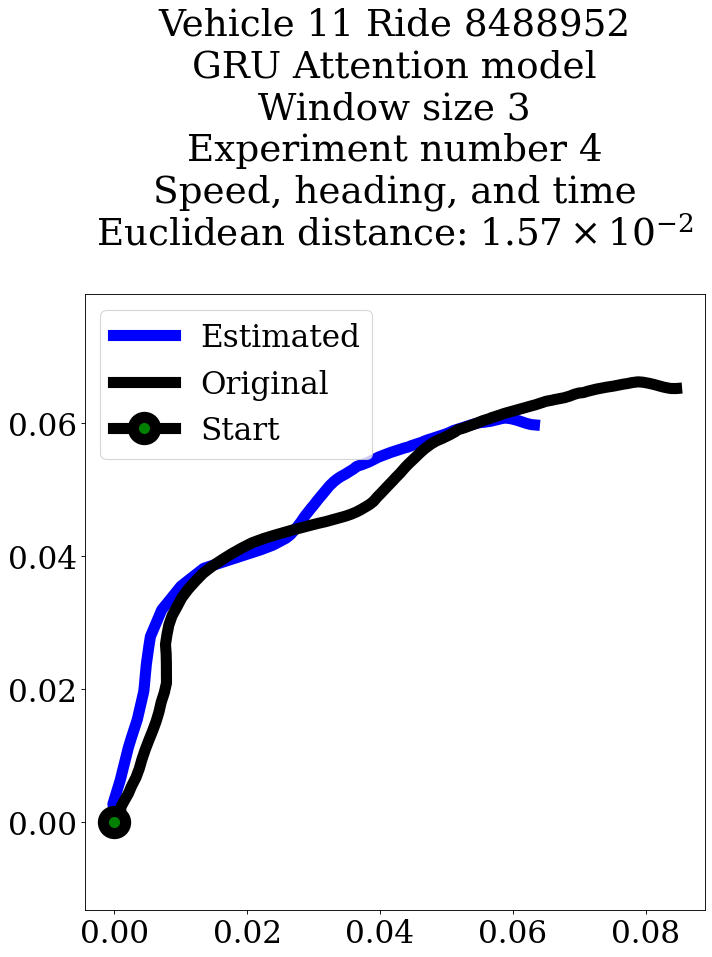 Vehicle 11 Ride 8488952
GRU Attention model
Window size 3
Experiment number 4
Speed, heading, and time
Euclidean distance: 1.57 × 10⁻²
Estimated
Original
Start
0.06
0.04
0.02
0.00
0.00 0.02 0.04 0.06 0.08